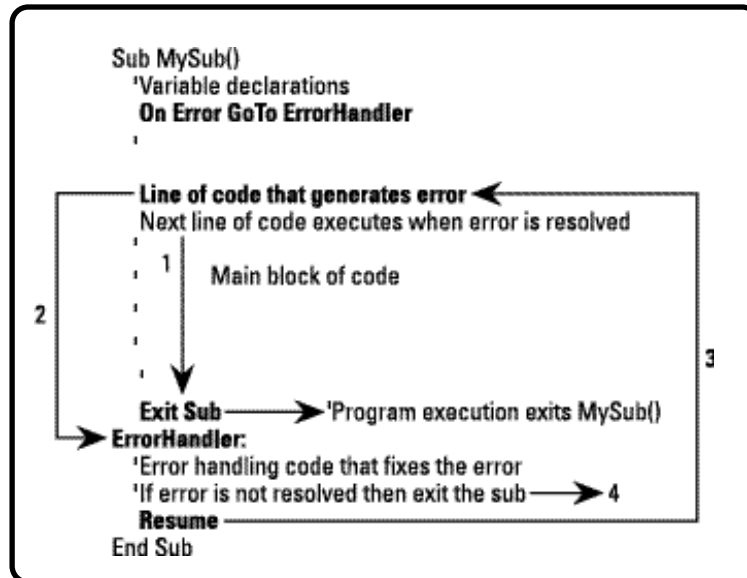 Sub MySub()
'Variable declarations
On Error GoTo ErrorHandler
'
Line of code that generates error
Next line of code executes when error is resolved
'
1
' Main block of code
2
'
'
3
'
'
Exit Sub 'Program execution exits MySub()
ErrorHandler:
'Error handling code that fixes the error
'If error is not resolved then exit the sub 4
Resume
End Sub